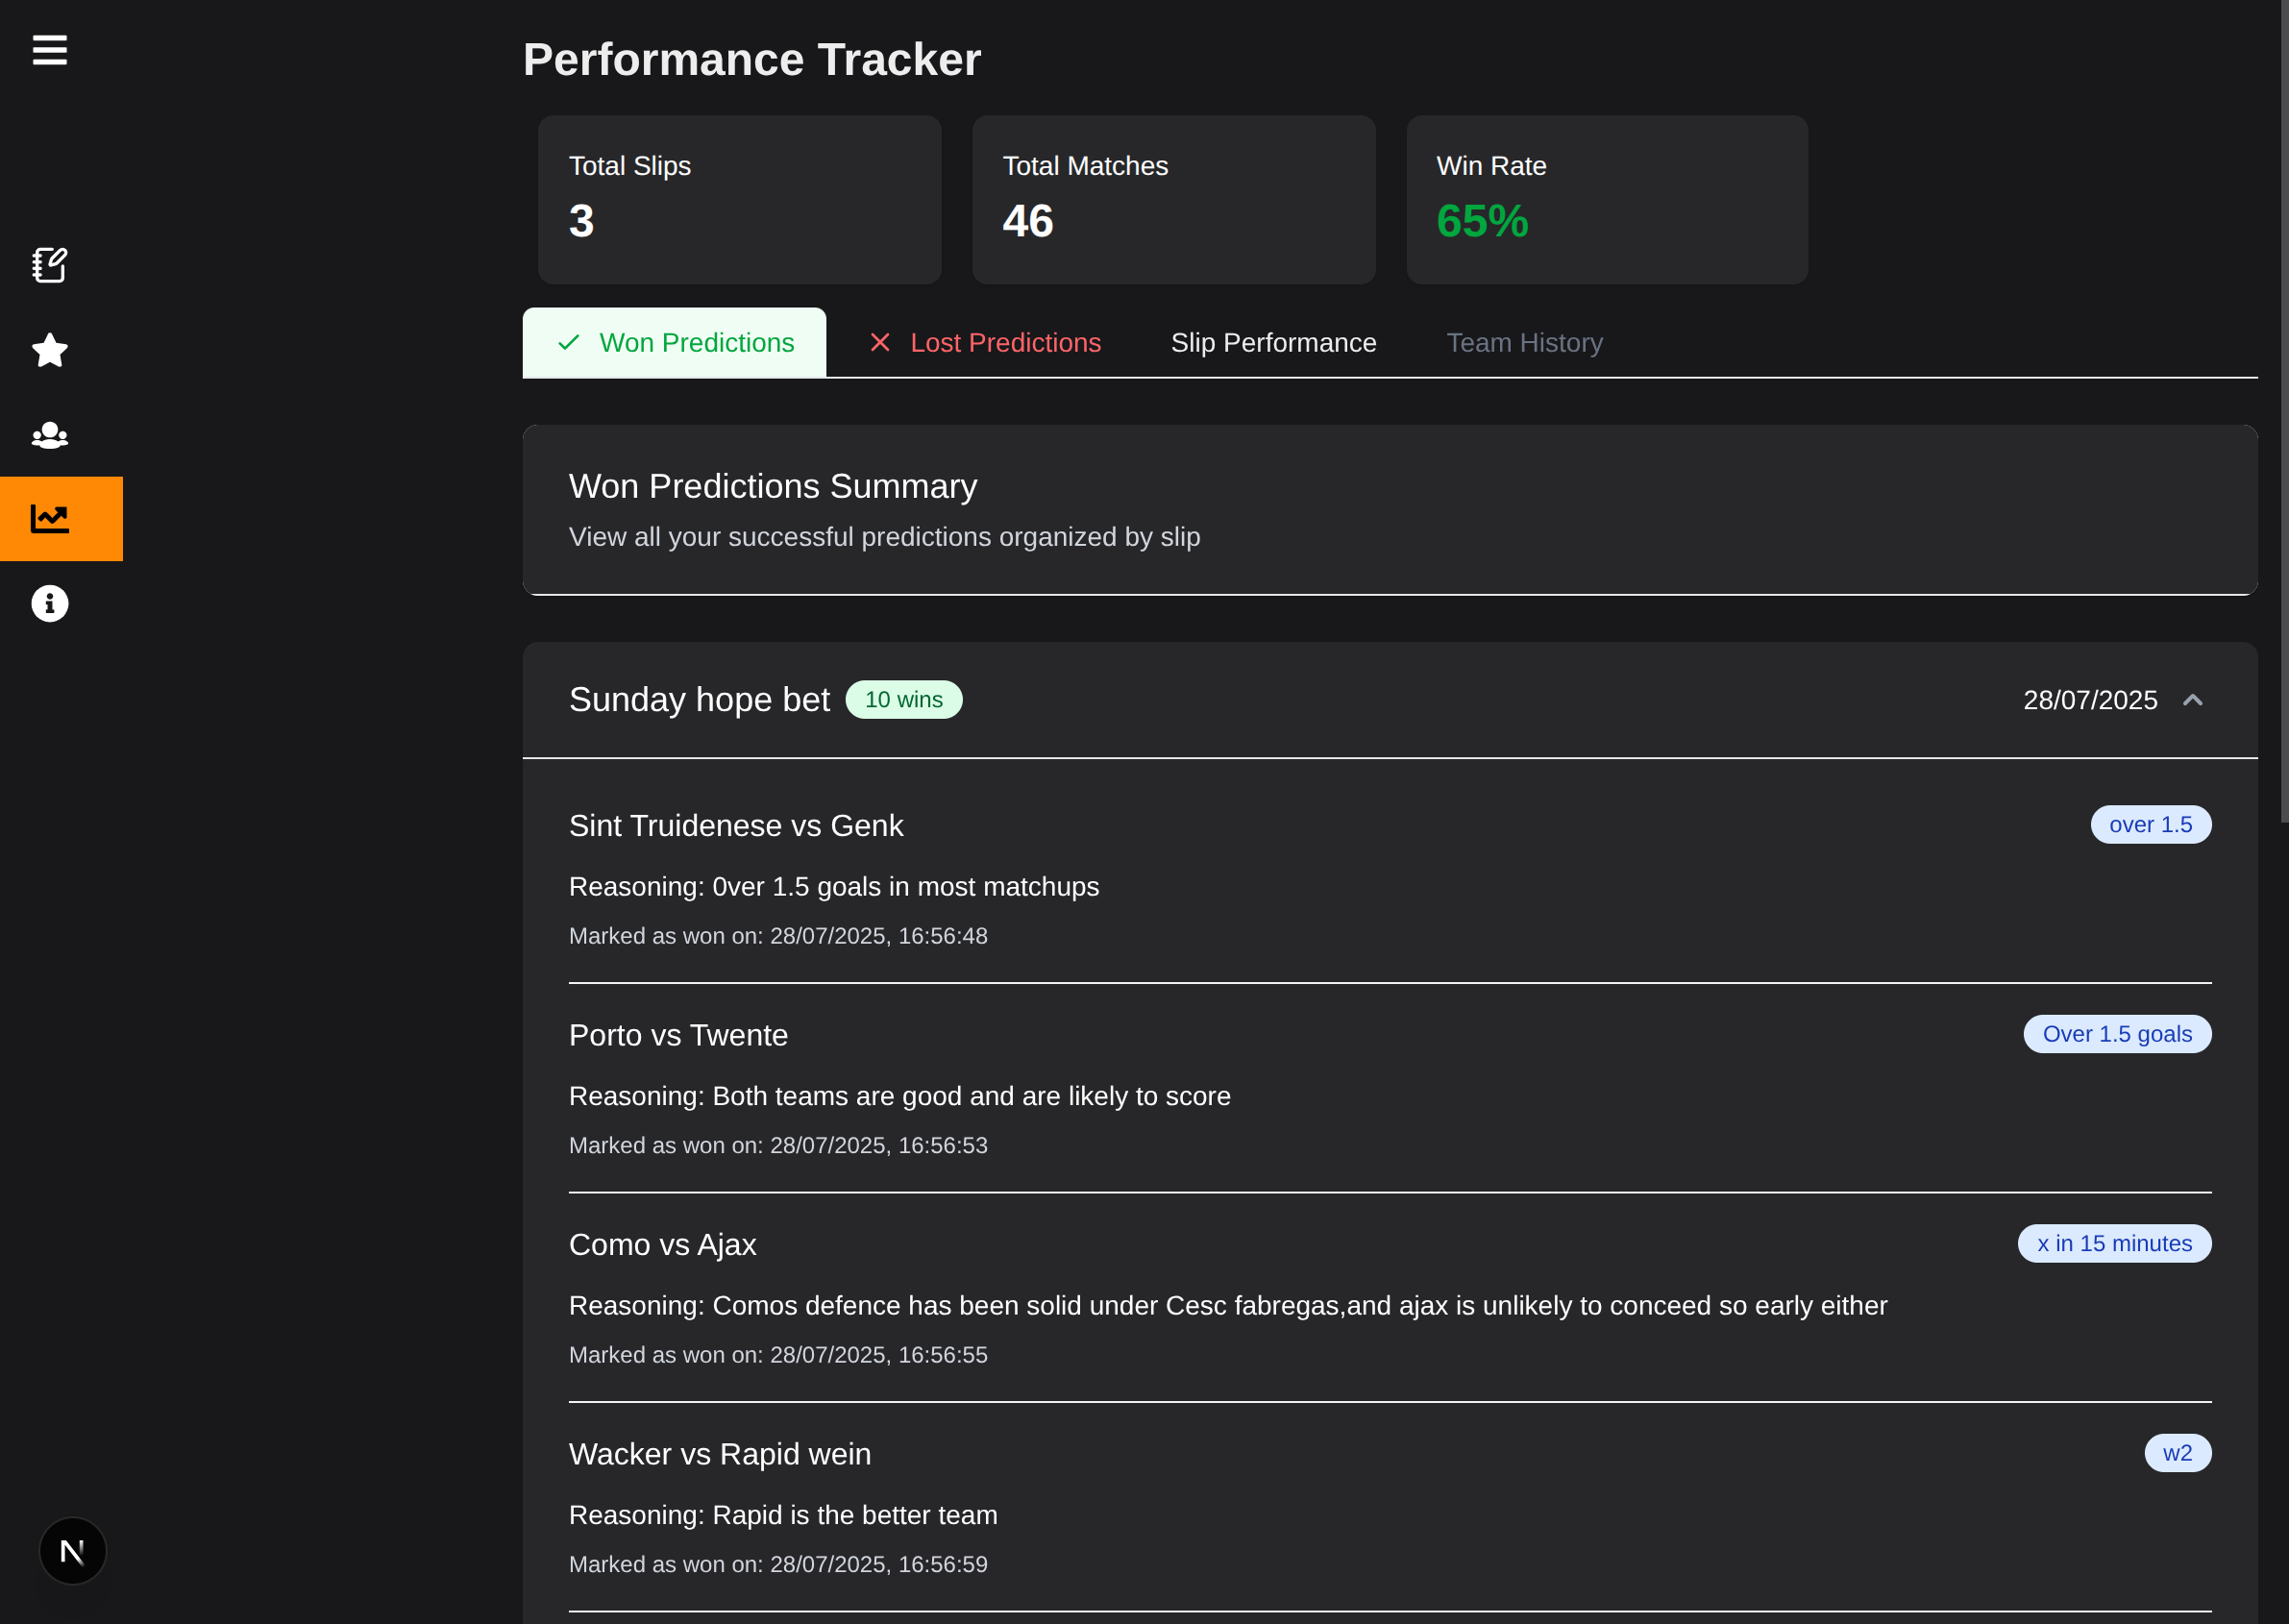 Performance Tracker
Total Slips
3
Total Matches
46
Win Rate
65%
Won Predictions
Lost Predictions
Slip Performance
Team History
Won Predictions Summary
View all your successful predictions organized by slip
Sunday hope bet
10 wins
28/07/2025
Sint Truidenese vs Genk
over 1.5
Reasoning: 0ver 1.5 goals in most matchups
Marked as won on: 28/07/2025, 16:56:48
Porto vs Twente
Over 1.5 goals
Reasoning: Both teams are good and are likely to score
Marked as won on: 28/07/2025, 16:56:53
Como vs Ajax
x in 15 minutes
Reasoning: Comos defence has been solid under Cesc fabregas,and ajax is unlikely to conceed so early either
Marked as won on: 28/07/2025, 16:56:55
Wacker vs Rapid wein
w2
Reasoning: Rapid is the better team
Marked as won on: 28/07/2025, 16:56:59
N